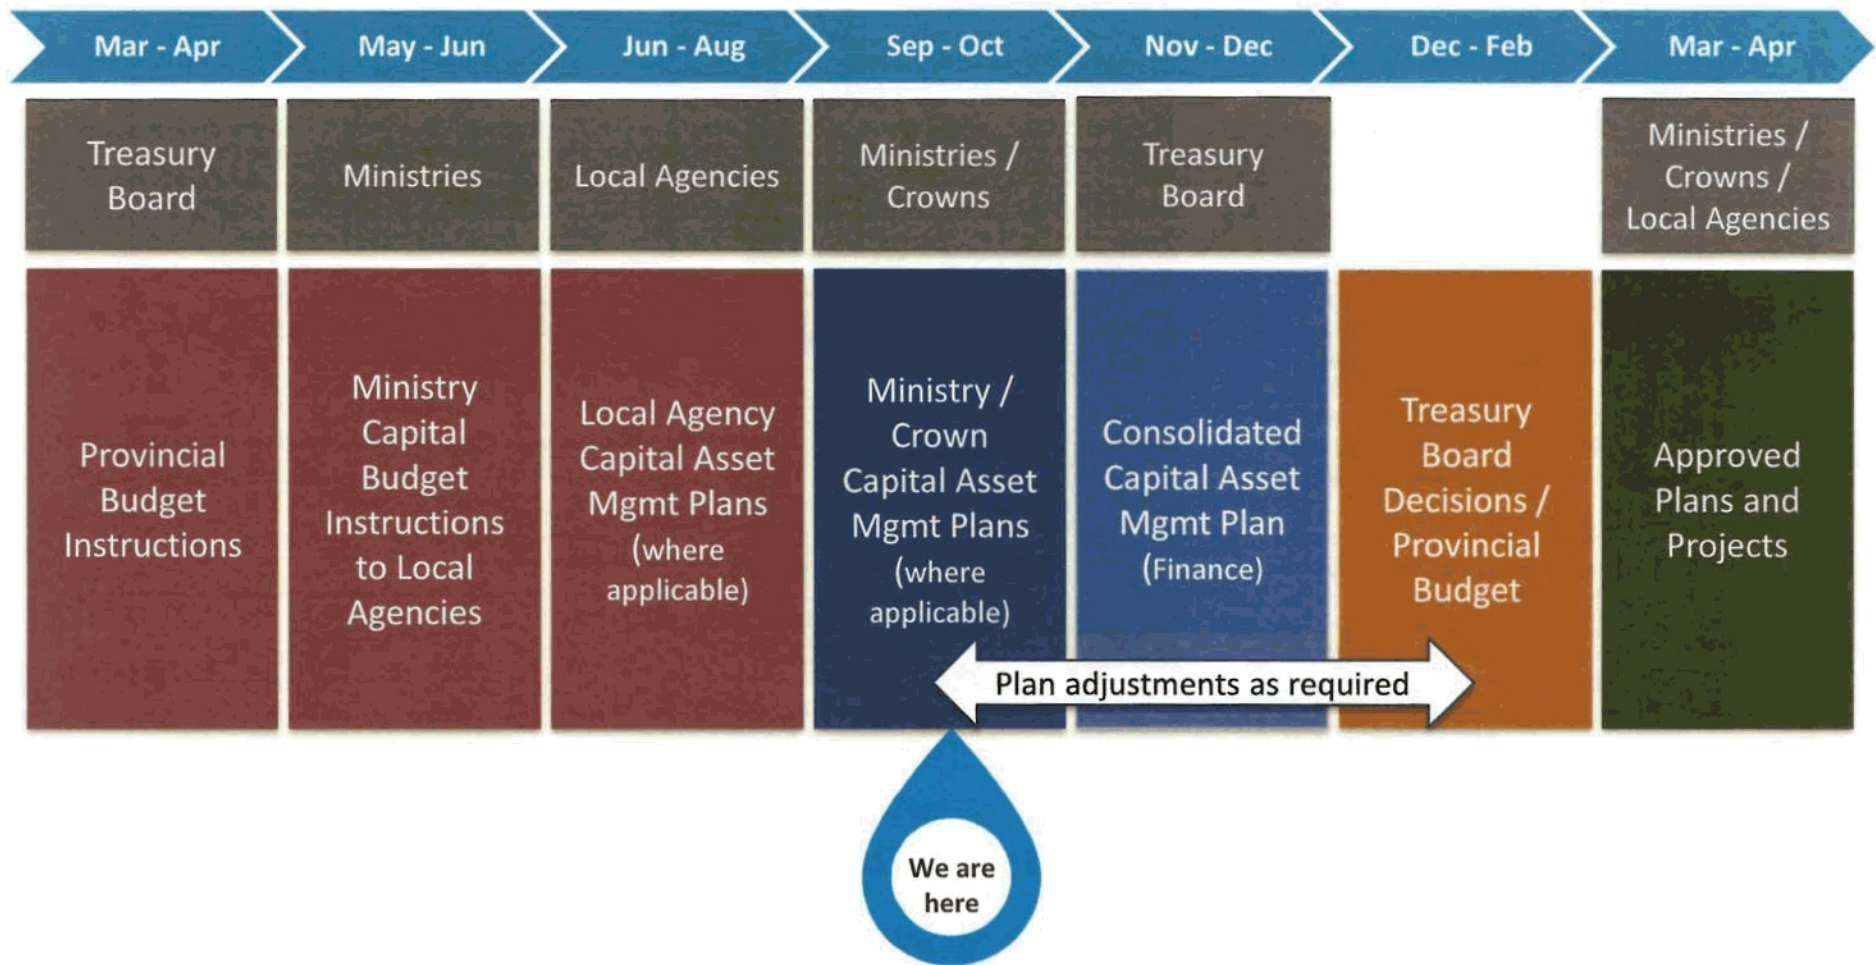 Mar - Apr
May - Jun
Jun - Aug
Sep - Oct
Nov - Dec
Dec - Feb
Mar - Apr
Treasury
Board
Ministries
Local Agencies
Ministries /
Crowns
Treasury
Board
Ministries /
Crowns /
Local Agencies
Provincial
Budget
Instructions
Ministry
Capital
Budget
Instructions
to Local
Agencies
Local Agency
Capital Asset
Mgmt Plans
(where
applicable)
Ministry /
Crown
Capital Asset
Mgmt Plans
(where
applicable)
Consolidated
Capital Asset
Mgmt Plan
(Finance)
Treasury
Board
Decisions /
Provincial
Budget
Approved
Plans and
Projects
Plan adjustments as required
We are
here